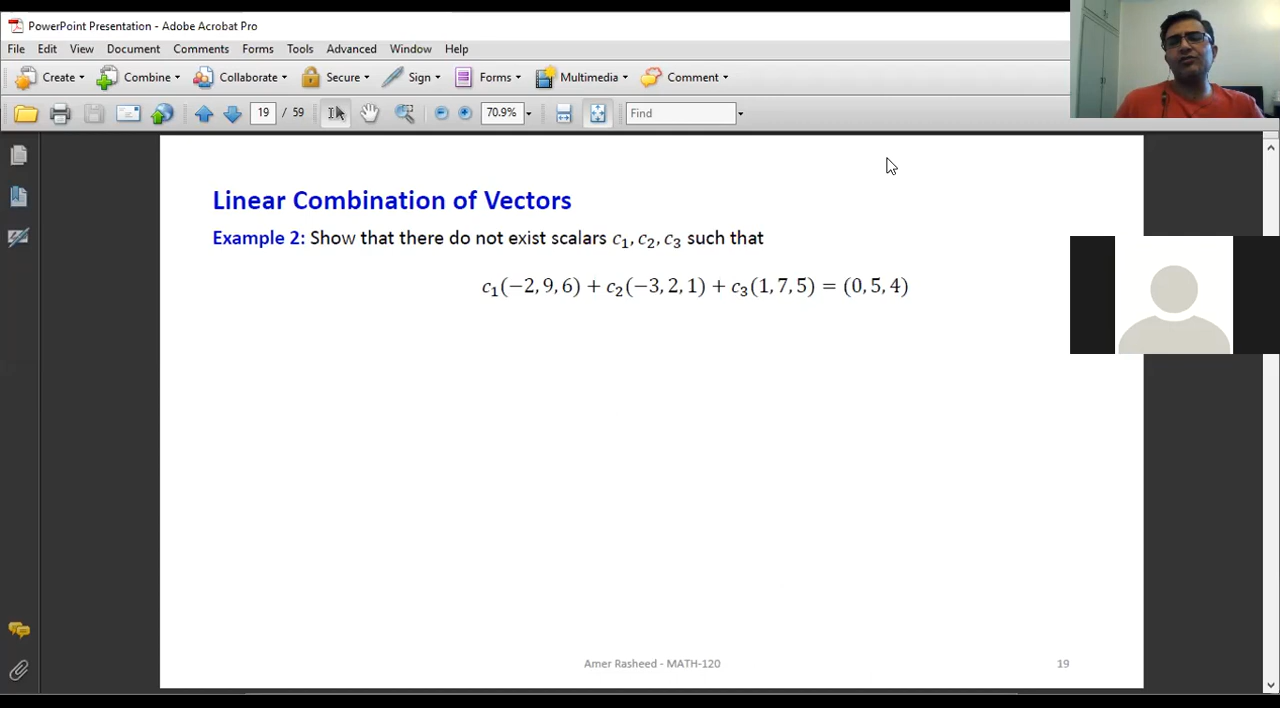 PowerPoint Presentation - Adobe Acrobat Pro
File Edit View Document Comments Forms Tools Advanced Window Help
Create Combine Collaborate Secure Sign Forms Multimedia Comment
19 / 59 70.9% Find
Linear Combination of Vectors
Example 2: Show that there do not exist scalars c₁, c₂, c₃ such that
c₁(−2, 9, 6) + c₂(−3, 2, 1) + c₃(1, 7, 5) = (0, 5, 4)
Amer Rasheed - MATH-120 19